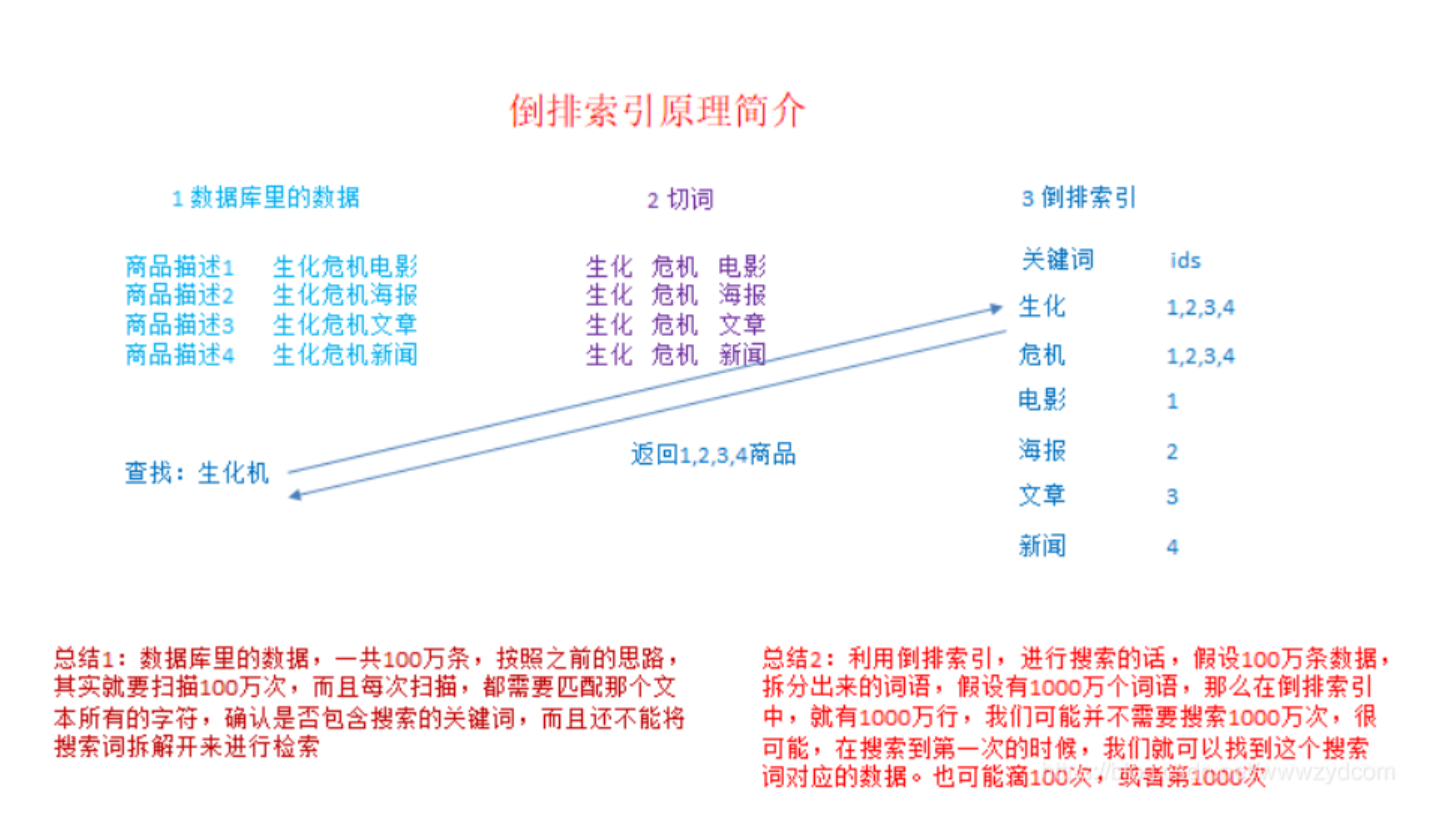 倒排索引原理简介
1 数据库里的数据
2 切词
3 倒排索引
商品描述1 生化危机电影
商品描述2 生化危机海报
商品描述3 生化危机文章
商品描述4 生化危机新闻
生化 危机 电影
生化 危机 海报
生化 危机 文章
生化 危机 新闻
关键词 ids
生化 1,2,3,4
危机 1,2,3,4
电影 1
海报 2
文章 3
新闻 4
查找：生化机
返回1,2,3,4商品
总结1：数据库里的数据，一共100万条，按照之前的思路，
其实就要扫描100万次，而且每次扫描，都需要匹配那个文
本所有的字符，确认是否包含搜索的关键词，而且还不能将
搜索词拆解开来进行检索
总结2：利用倒排索引，进行搜索的话，假设100万条数据，
拆分出来的词语，假设有1000万个词语，那么在倒排索引
中，就有1000万行，我们可能并不需要搜索1000万次，很
可能，在搜索到第一次的时候，我们就可以找到这个搜索
词对应的数据。也可能滴100次，或者第1000次
wwwzydcom